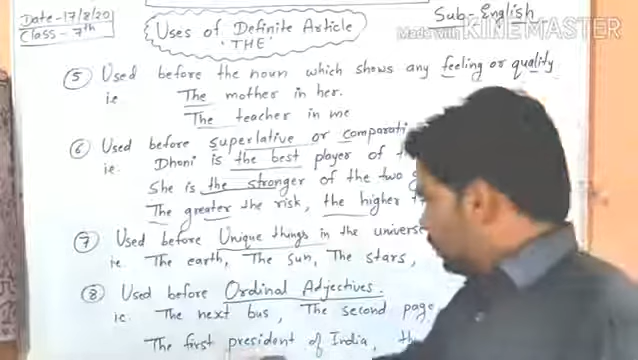 Date-17/8/20
Class- 7th
Uses of Definite Article
'THE'
Sub- English
Made with KINEMASTER
5 Used before the noun which shows any feeling or quality
i.e The mother in her.
The teacher in me
6 Used before superlative or comparati
ie. Dhoni is the best player of
She is the stronger of the two
The greater the risk, the higher
7 Used before Unique things in the universe
i.e. The earth, The sun, The stars,
8 Used before Ordinal Adjectives.
i.e. The next bus, The second page
The first president of India,